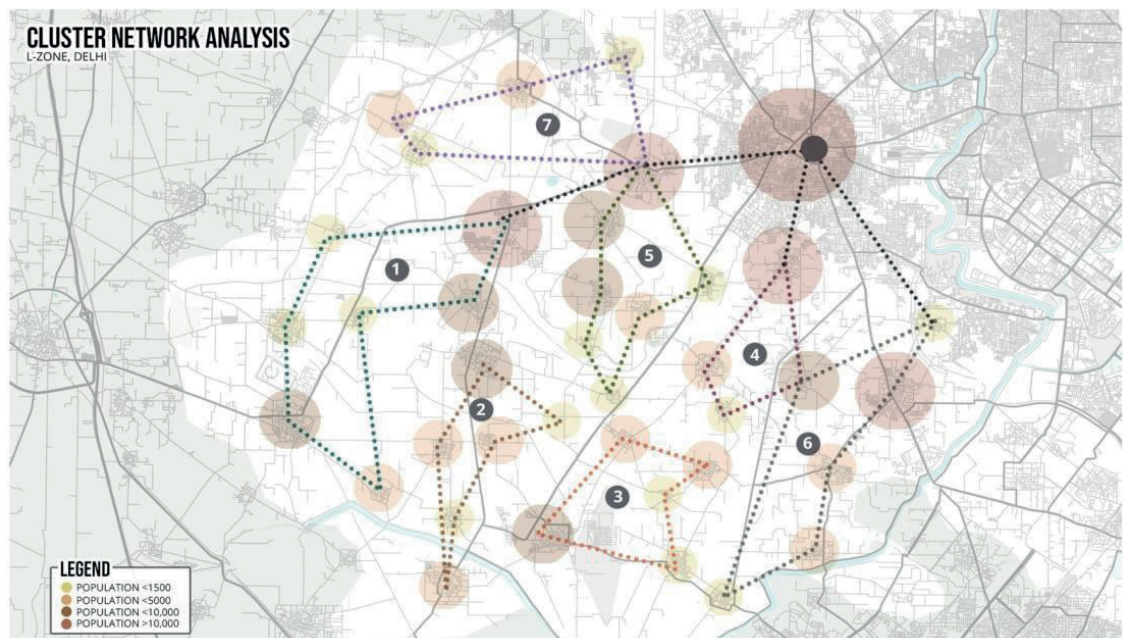 CLUSTER NETWORK ANALYSIS
L-ZONE, DELHI
7
1
5
4
2
6
3
LEGEND
POPULATION <1500
POPULATION <5000
POPULATION <10,000
POPULATION >10,000